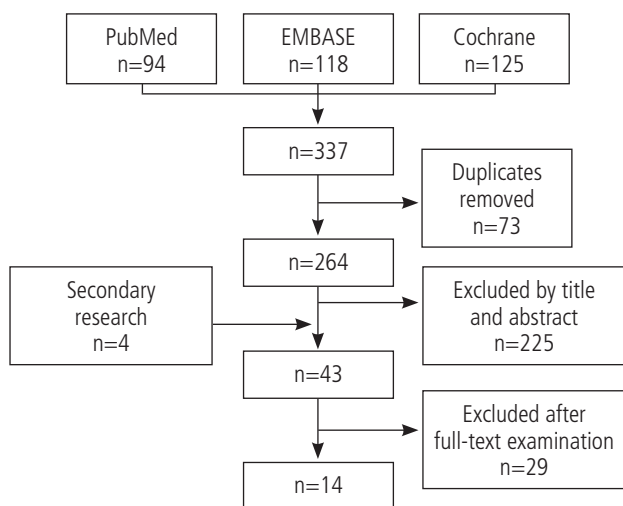 PubMed
n=94
EMBASE
n=118
Cochrane
n=125
n=337
Duplicates
removed
n=73
n=264
Secondary
research
n=4
Excluded by title
and abstract
n=225
n=43
Excluded after
full-text examination
n=29
n=14